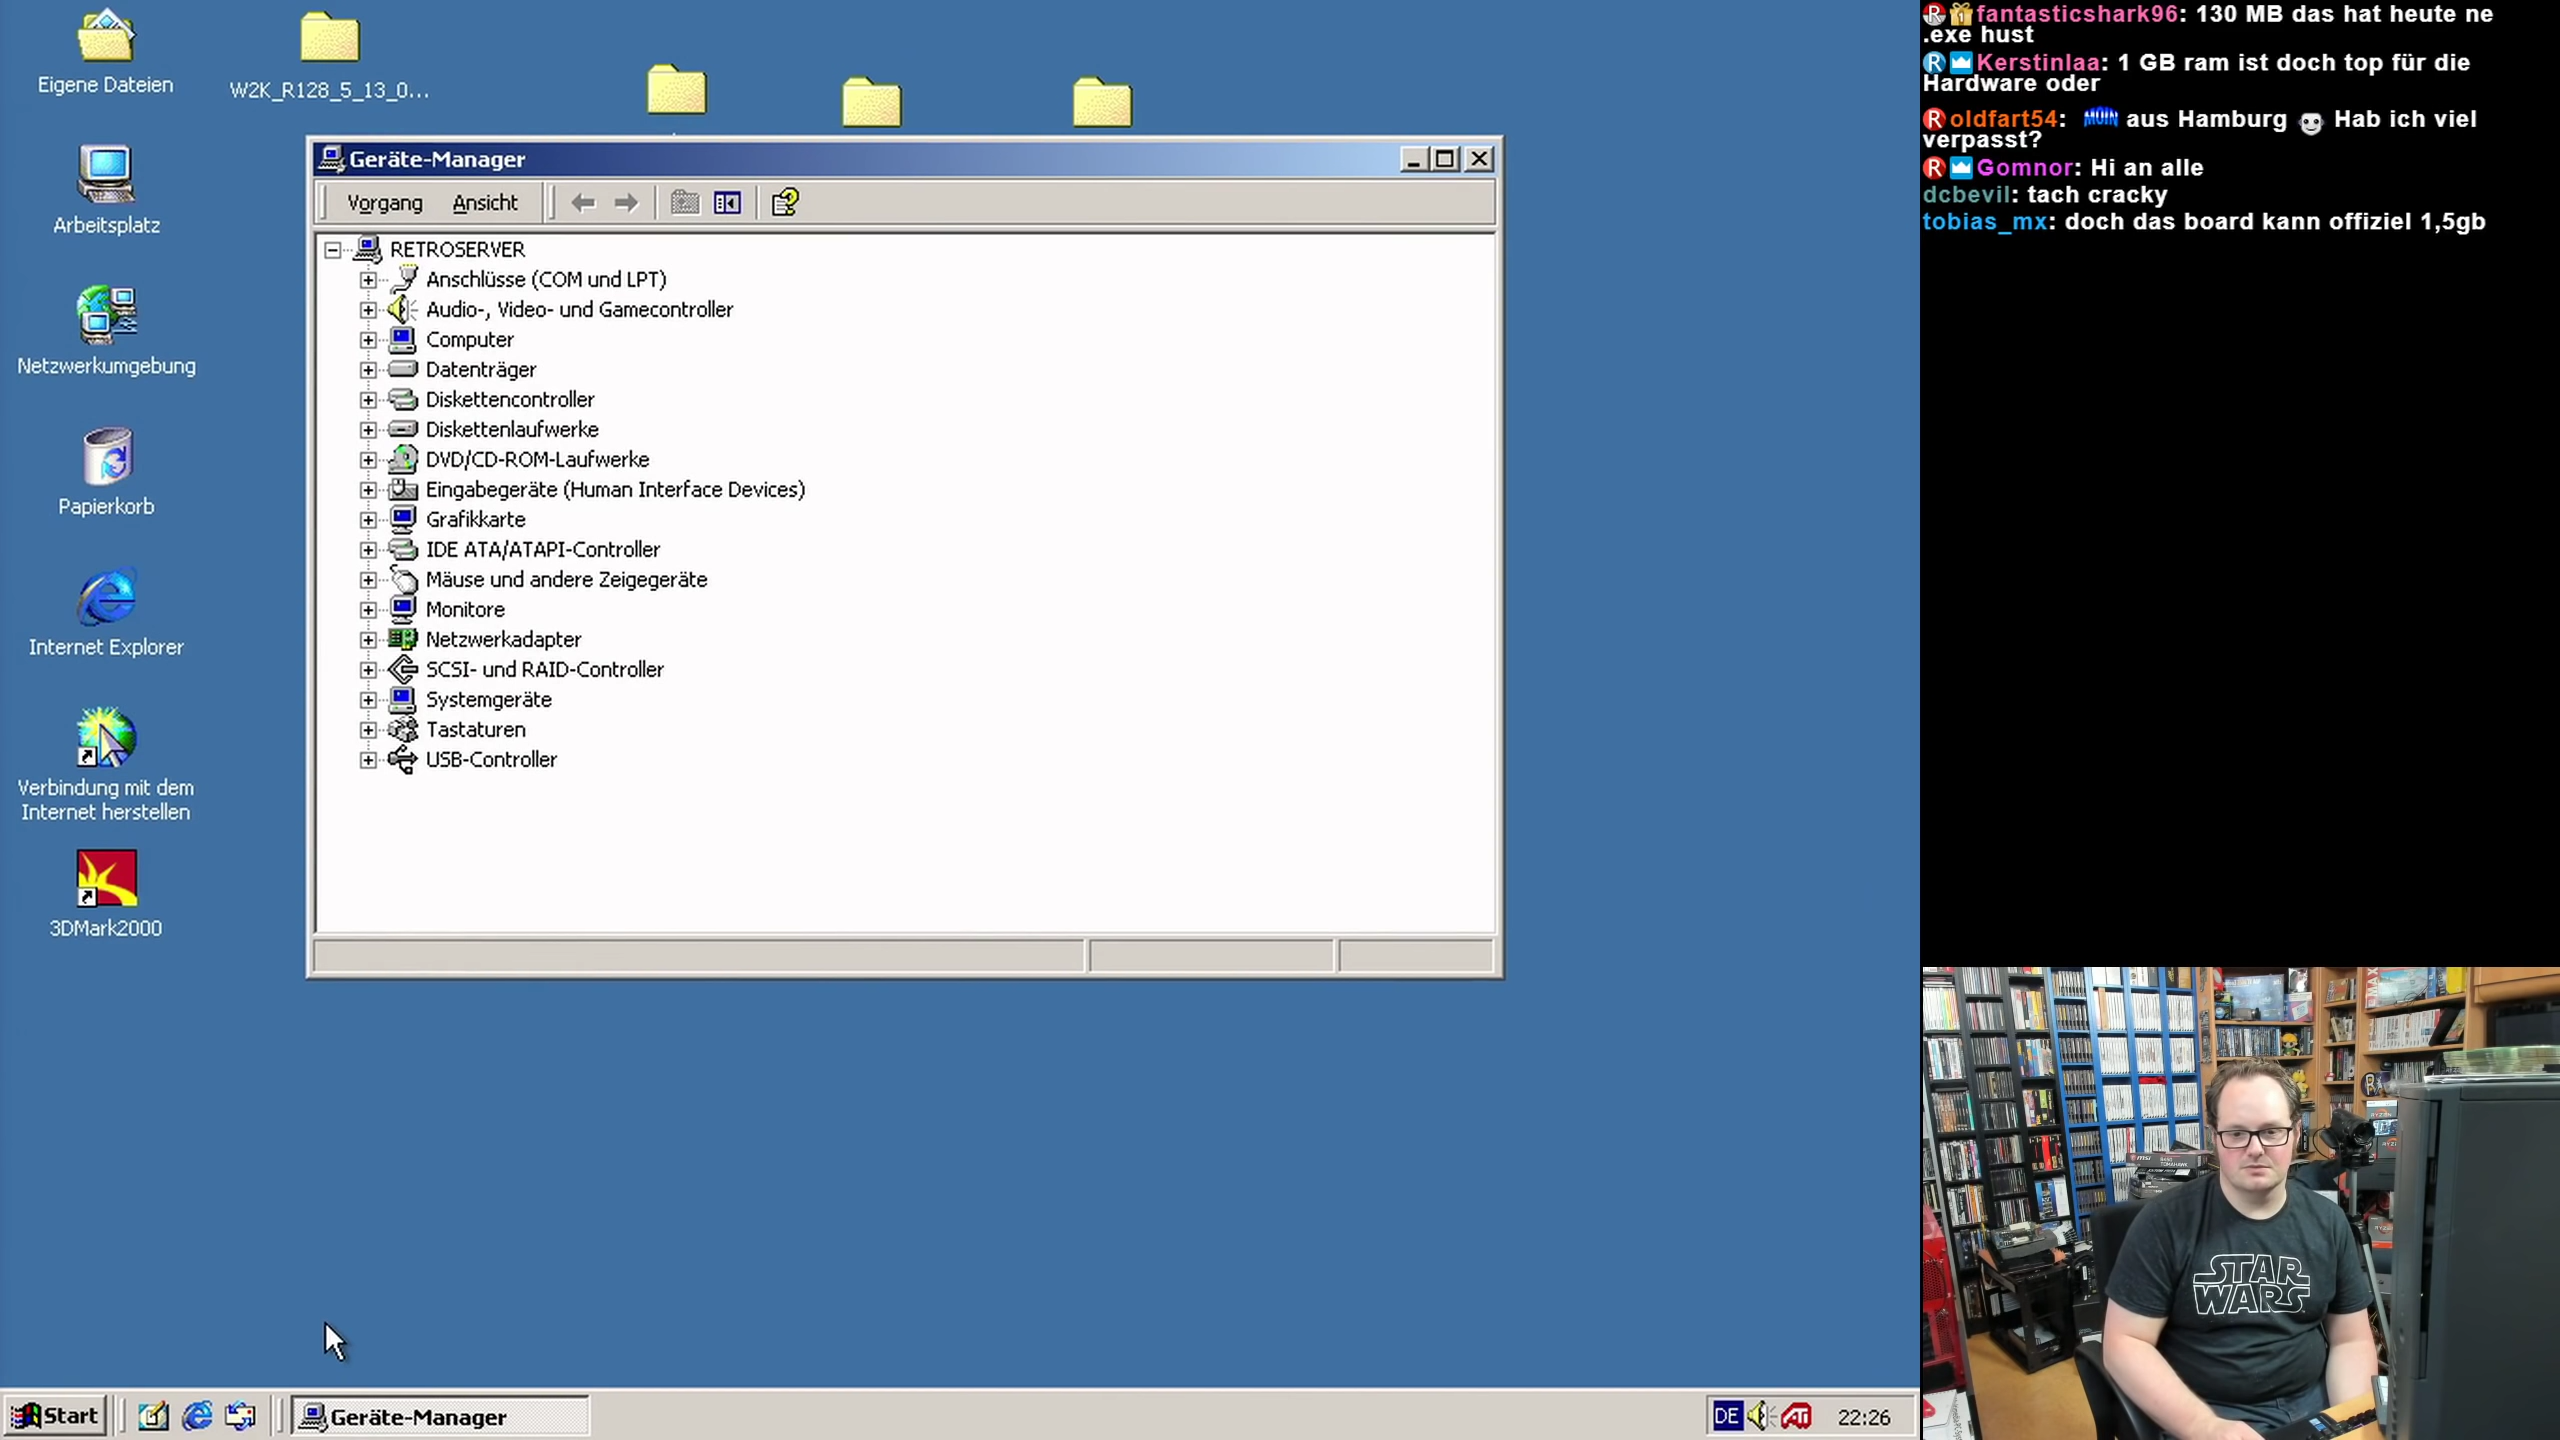 Eigene Dateien
W2K_R128_5_13_0...
Arbeitsplatz
Netzwerkumgebung
Papierkorb
Internet Explorer
Verbindung mit dem
Internet herstellen
3DMark2000
Geräte-Manager
Vorgang Ansicht
RETROSERVER
Anschlüsse (COM und LPT)
Audio-, Video- und Gamecontroller
Computer
Datenträger
Diskettencontroller
Diskettenlaufwerke
DVD/CD-ROM-Laufwerke
Eingabegeräte (Human Interface Devices)
Grafikkarte
IDE ATA/ATAPI-Controller
Mäuse und andere Zeigegeräte
Monitore
Netzwerkadapter
SCSI- und RAID-Controller
Systemgeräte
Tastaturen
USB-Controller
Start
Geräte-Manager
DE
ATI
22:26
fantasticshark96: 130 MB das hat heute ne
.exe hust
Kerstinlaa: 1 GB ram ist doch top für die
Hardware oder
oldfart54: MOIN aus Hamburg Hab ich viel
verpasst?
Gomnor: Hi an alle
dcbevil: tach cracky
tobias_mx: doch das board kann offiziel 1,5gb
STAR
WARS